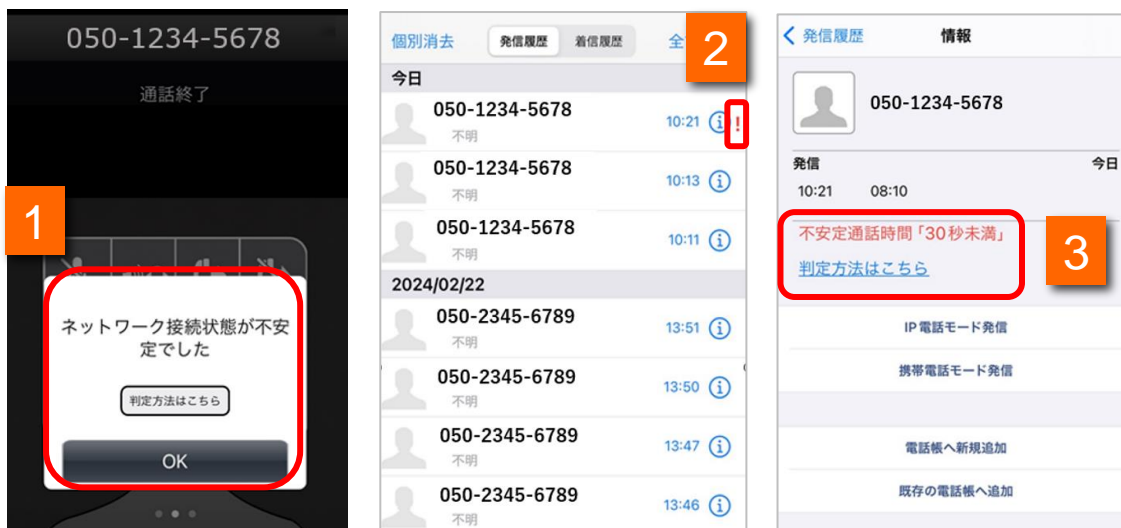 050-1234-5678
通話終了
1
ネットワーク接続状態が不安
定でした
判定方法はこちら
OK
個別消去
発信履歴
着信履歴
全
2
今日
050-1234-5678
不明
10:21
!
050-1234-5678
不明
10:13
050-1234-5678
不明
10:11
2024/02/22
050-2345-6789
不明
13:51
050-2345-6789
不明
13:50
050-2345-6789
不明
13:47
050-2345-6789
不明
13:46
発信履歴
情報
050-1234-5678
発信 今日
10:21 08:10
不安定通話時間「30秒未満」
判定方法はこちら
3
IP電話モード発信
携帯電話モード発信
電話帳へ新規追加
既存の電話帳へ追加